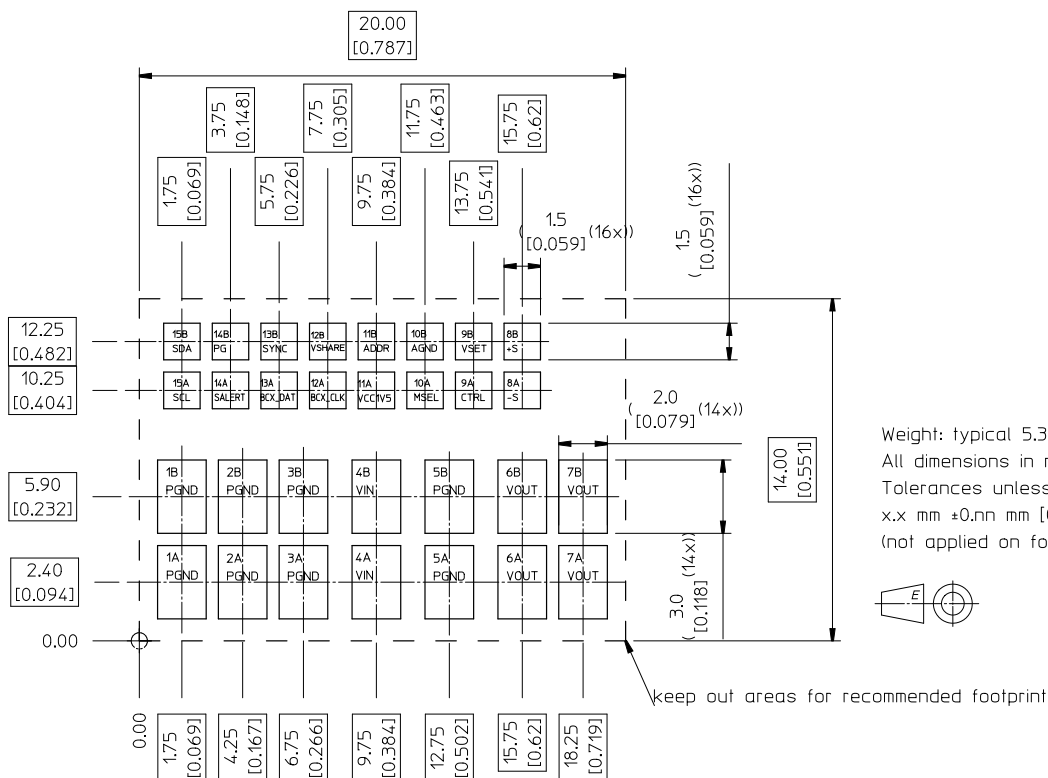 20.00
[0.787]
3.75
[0.148]
7.75
[0.305]
11.75
[0.463]
15.75
[0.62]
1.75
[0.069]
5.75
[0.226]
9.75
[0.384]
13.75
[0.541]
( 1.5 [0.059] (16x))
( 1.5 [0.059] (16x))
12.25
[0.482]
15B SDA
14B PG
13B SYNC
12B VSHARE
11B ADDR
10B AGND
9B VSET
8B +S
10.25
[0.404]
15A SCL
14A SALERT
13A BCX_DAT
12A BCX_CLK
11A VCC1V5
10A MSEL
9A CTRL
8A -S
( 2.0 [0.079] (14x))
14.00
[0.551]
5.90
[0.232]
1B PGND
2B PGND
3B PGND
4B VIN
5B PGND
6B VOUT
7B VOUT
2.40
[0.094]
1A PGND
2A PGND
3A PGND
4A VIN
5A PGND
6A VOUT
7A VOUT
( 3.0 [0.118] (14x))
Weight: typical 5.3
All dimensions in
Tolerances unless
x.x mm ±0.nn mm
(not applied on fo
E
0.00
keep out areas for recommended footprint
0.00
1.75
[0.069]
4.25
[0.167]
6.75
[0.266]
9.75
[0.384]
12.75
[0.502]
15.75
[0.62]
18.25
[0.719]